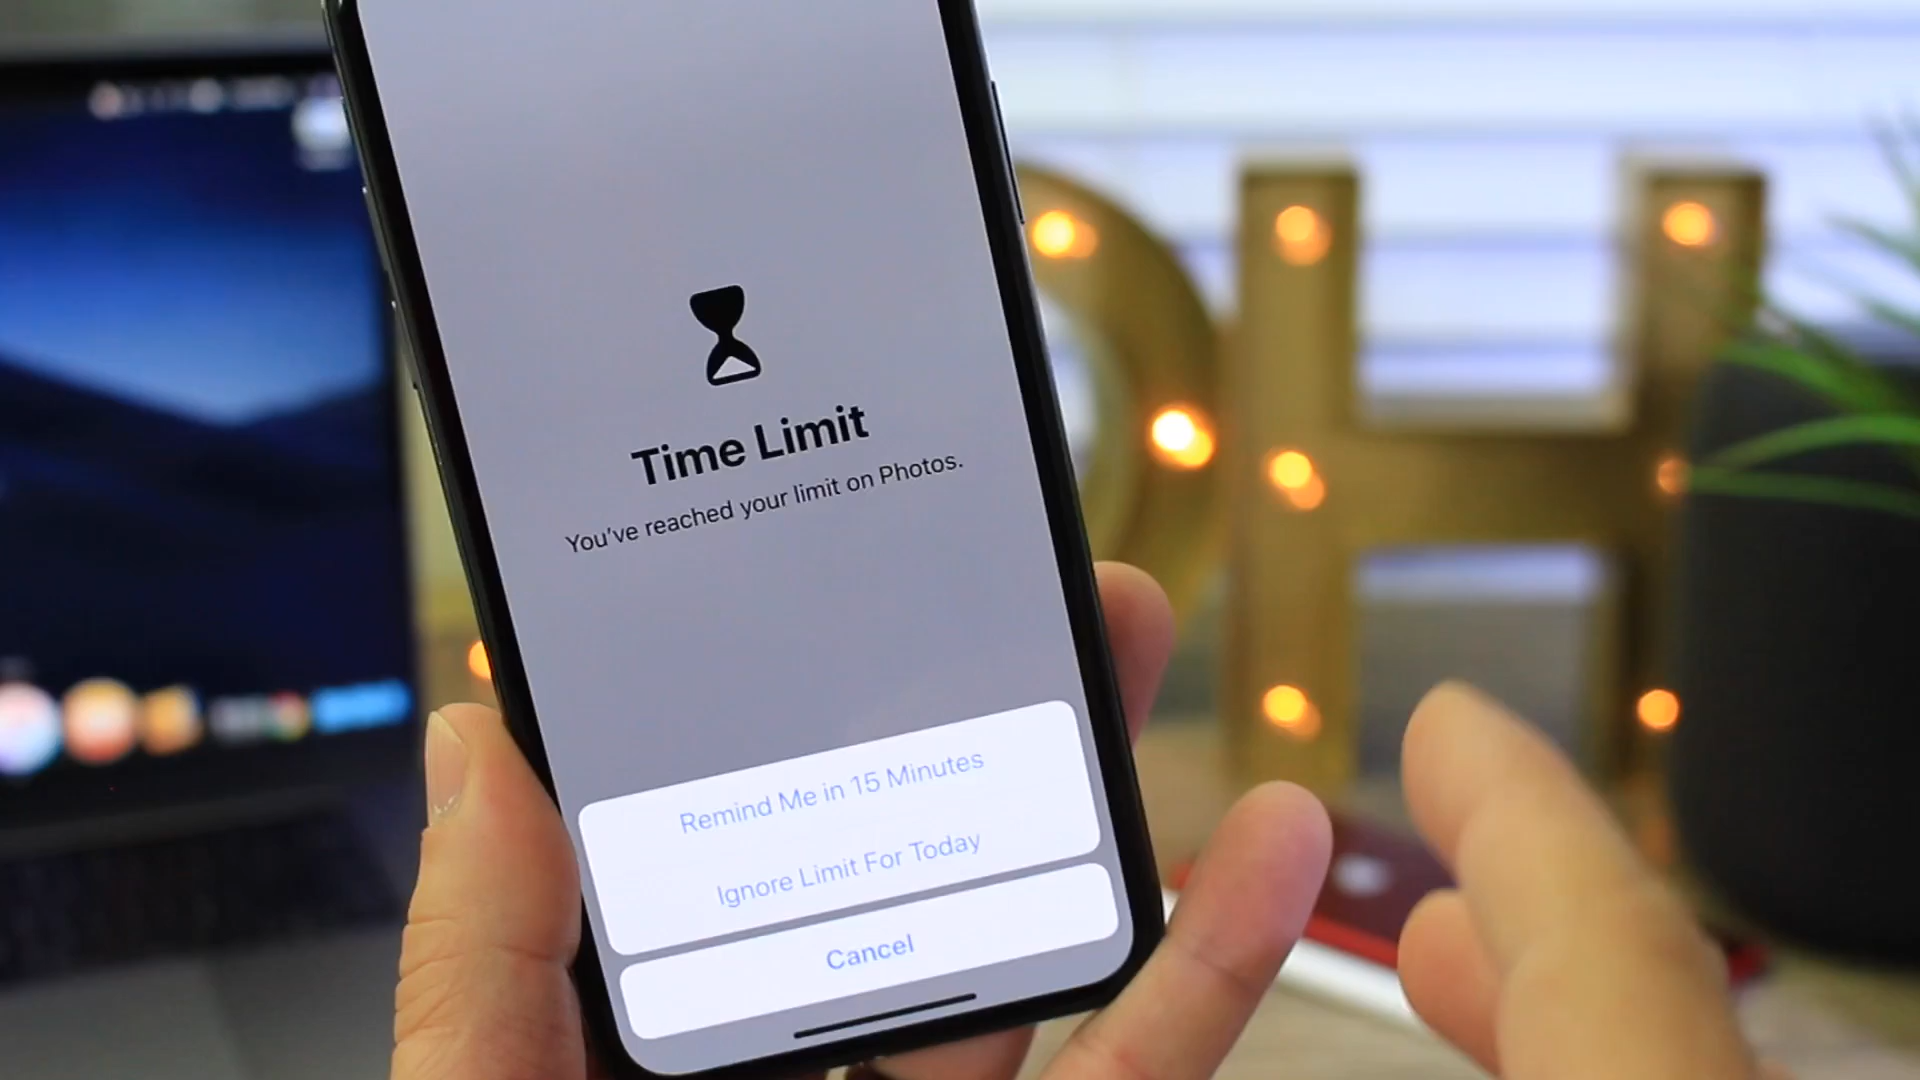 Time Limit
You've reached your limit on Photos.
Remind Me in 15 Minutes
Ignore Limit For Today
Cancel
OH